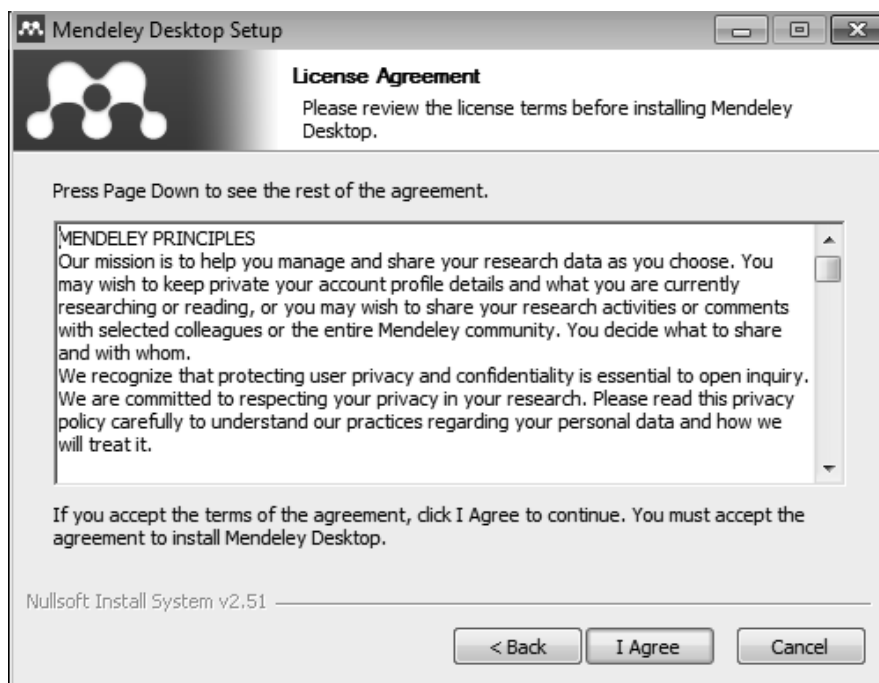 Mendeley Desktop Setup
License Agreement
Please review the license terms before installing Mendeley
Desktop.
Press Page Down to see the rest of the agreement.
MENDELEY PRINCIPLES
Our mission is to help you manage and share your research data as you choose. You
may wish to keep private your account profile details and what you are currently
researching or reading, or you may wish to share your research activities or comments
with selected colleagues or the entire Mendeley community. You decide what to share
and with whom.
We recognize that protecting user privacy and confidentiality is essential to open inquiry.
We are committed to respecting your privacy in your research. Please read this privacy
policy carefully to understand our practices regarding your personal data and how we
will treat it.
If you accept the terms of the agreement, click I Agree to continue. You must accept the
agreement to install Mendeley Desktop.
Nullsoft Install System v2.51
< Back I Agree Cancel